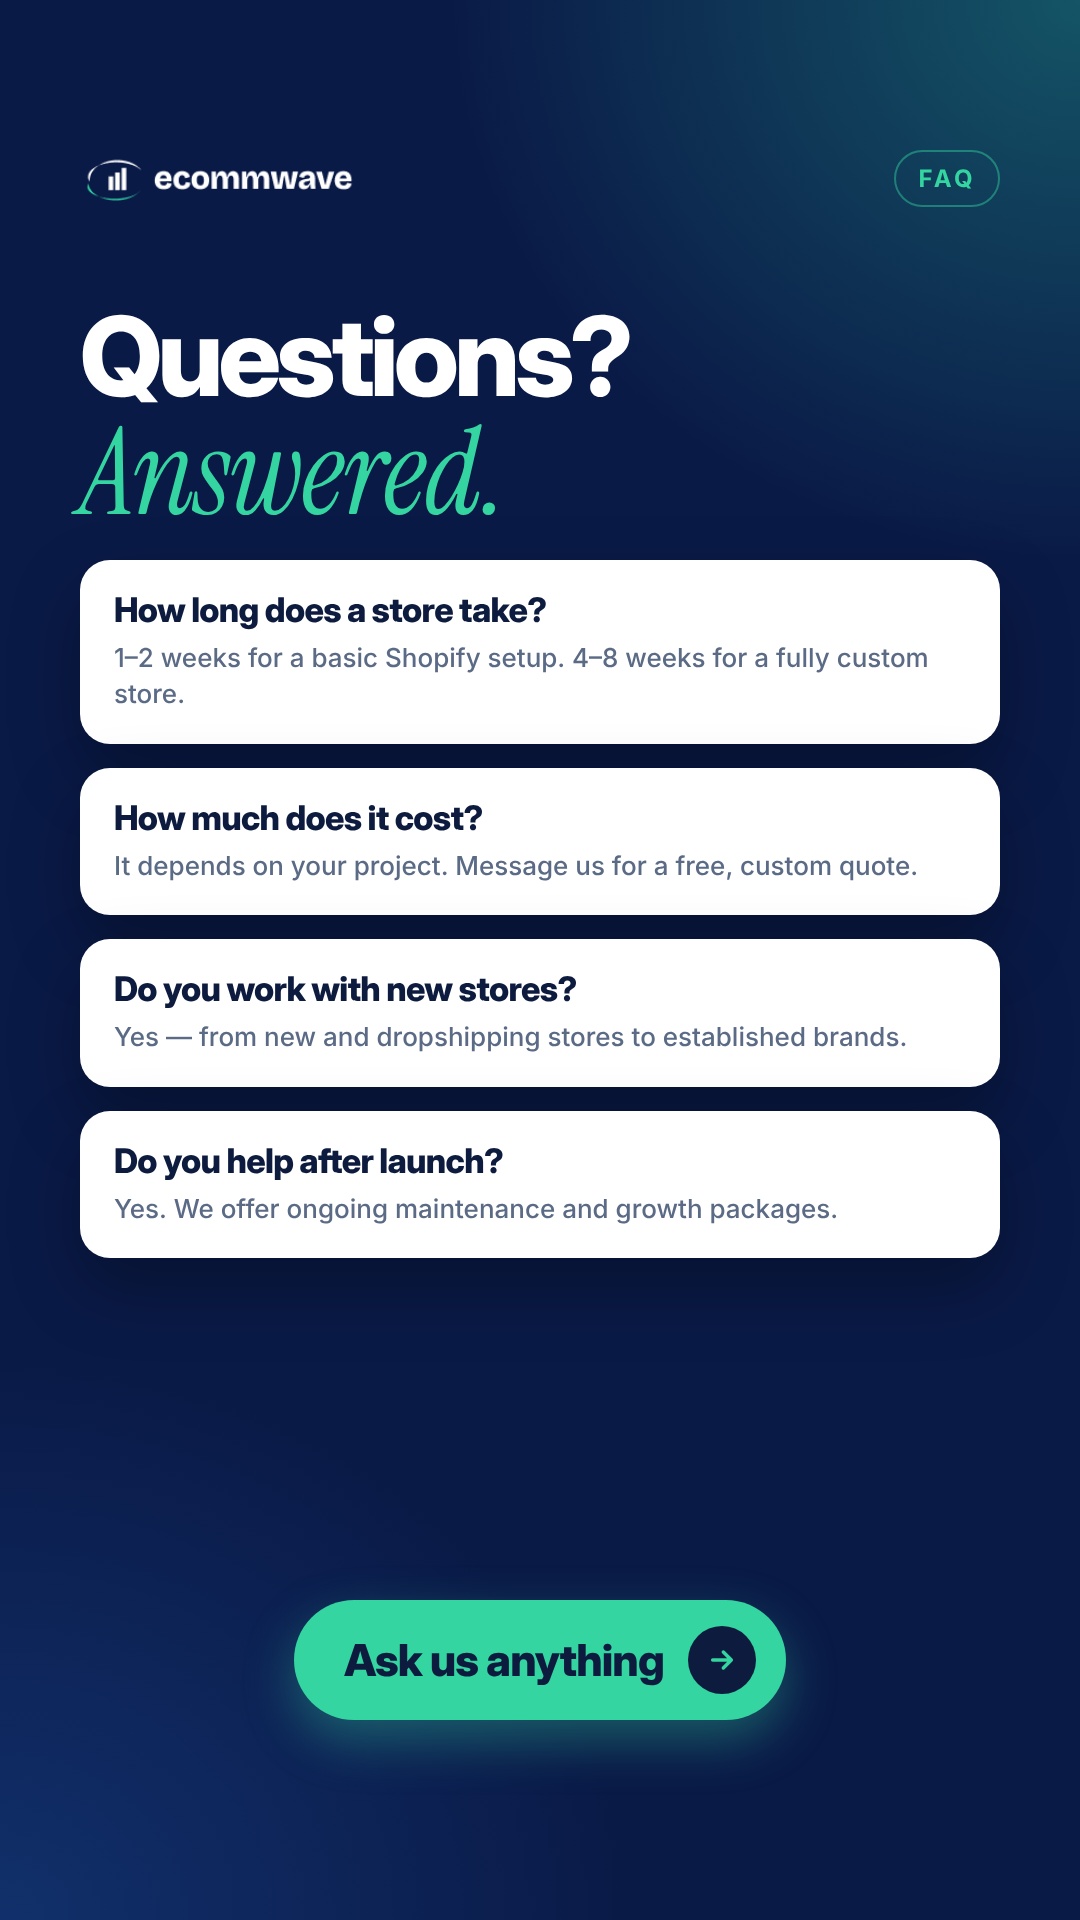 ecommwave
FAQ
Questions?
Answered.
How long does a store take?
1–2 weeks for a basic Shopify setup. 4–8 weeks for a fully custom
store.
How much does it cost?
It depends on your project. Message us for a free, custom quote.
Do you work with new stores?
Yes — from new and dropshipping stores to established brands.
Do you help after launch?
Yes. We offer ongoing maintenance and growth packages.
Ask us anything